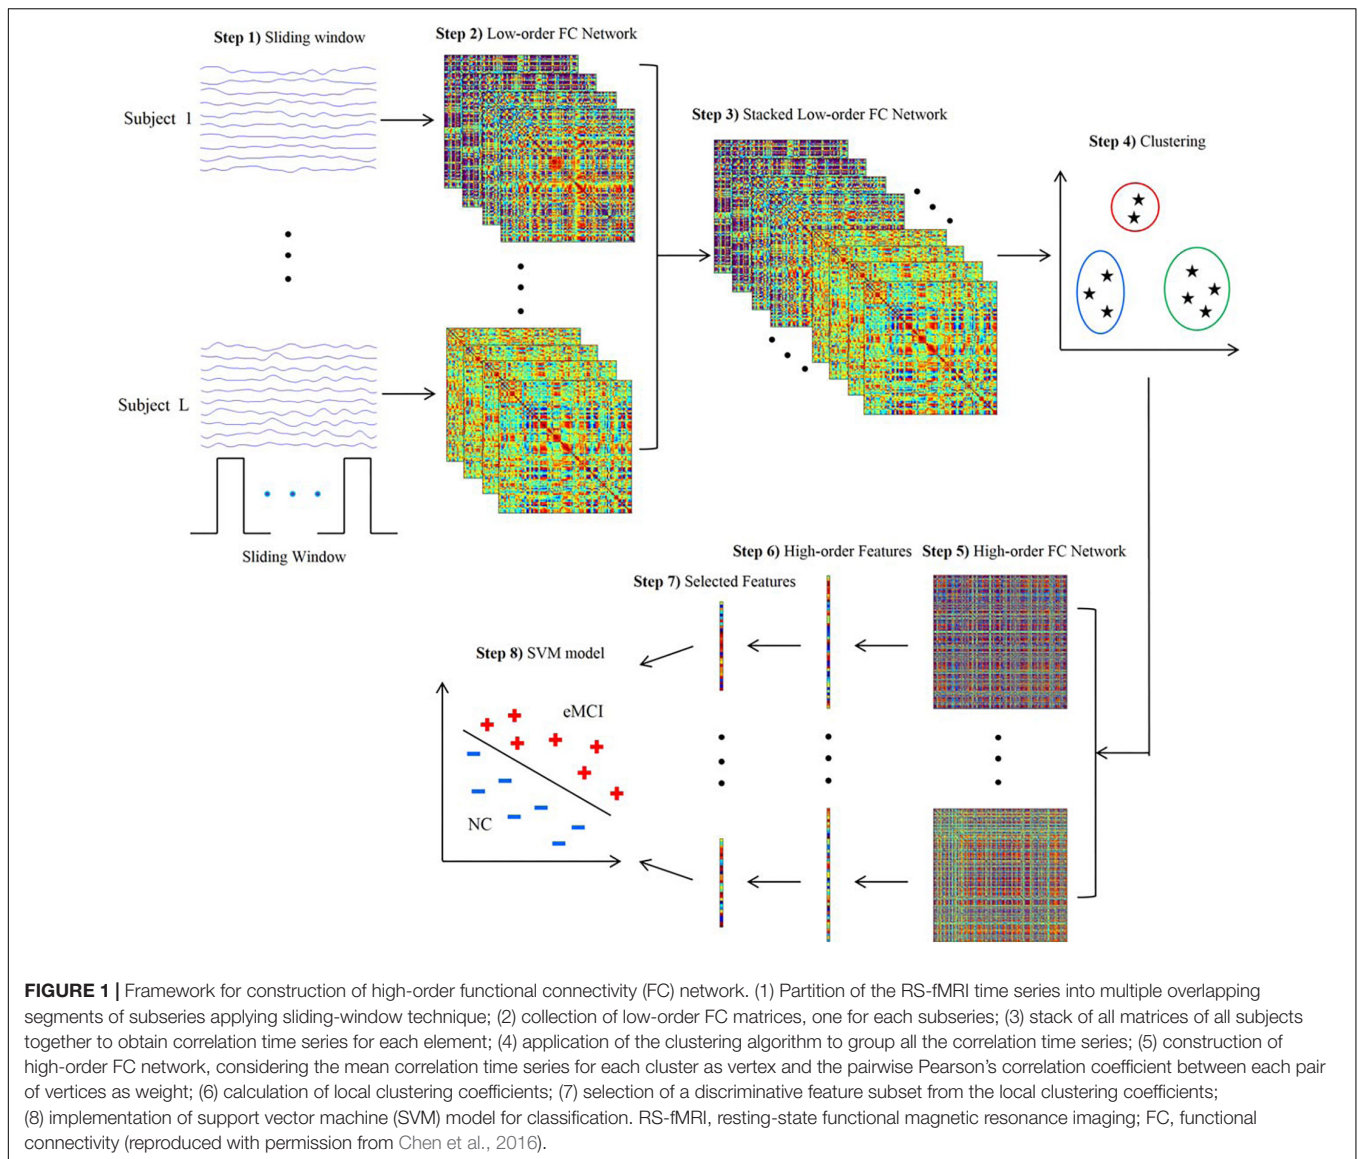 Step 1) Sliding window
Step 2) Low-order FC Network
Subject 1
Step 3) Stacked Low-order FC Network
Step 4) Clustering
Subject L
Sliding Window
Step 6) High-order Features
Step 5) High-order FC Network
Step 7) Selected Features
Step 8) SVM model
eMCI
NC
FIGURE 1 | Framework for construction of high-order functional connectivity (FC) network. (1) Partition of the RS-fMRI time series into multiple overlapping
segments of subseries applying sliding-window technique; (2) collection of low-order FC matrices, one for each subseries; (3) stack of all matrices of all subjects
together to obtain correlation time series for each element; (4) application of the clustering algorithm to group all the correlation time series; (5) construction of
high-order FC network, considering the mean correlation time series for each cluster as vertex and the pairwise Pearson's correlation coefficient between each pair
of vertices as weight; (6) calculation of local clustering coefficients; (7) selection of a discriminative feature subset from the local clustering coefficients;
(8) implementation of support vector machine (SVM) model for classification. RS-fMRI, resting-state functional magnetic resonance imaging; FC, functional
connectivity (reproduced with permission from Chen et al., 2016).